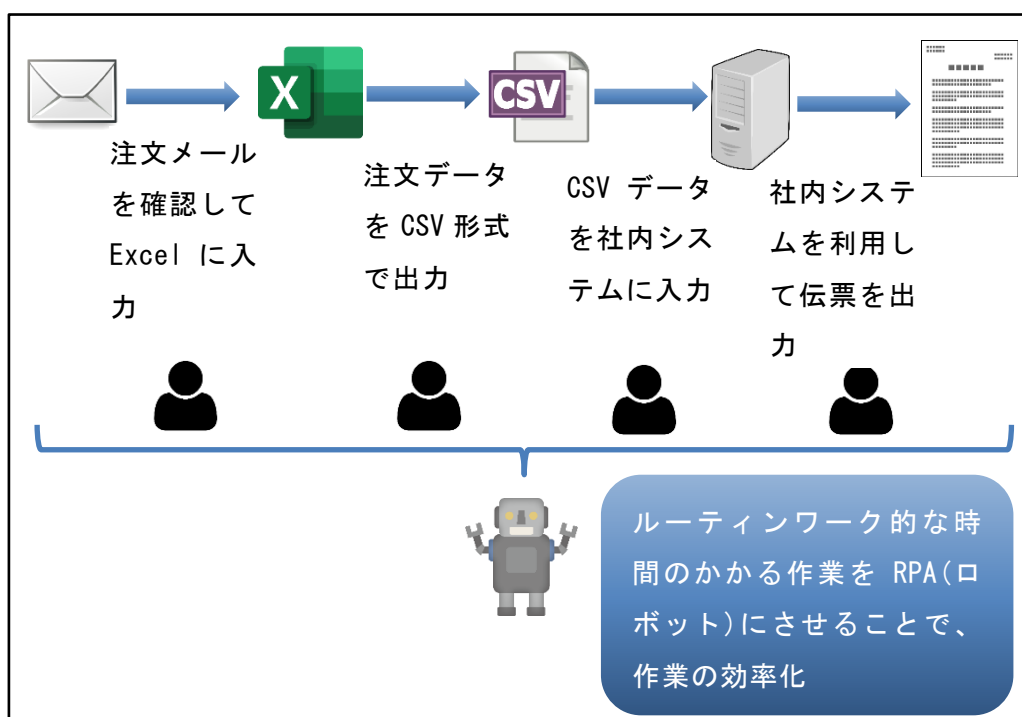 X
CSV
注文メール
を確認して
Excel に入
力
注文データ
を CSV 形式
で出力
CSV データ
を社内シス
テムに入力
社内システ
ムを利用し
て伝票を出
力
ルーティンワーク的な時
間のかかる作業を RPA(ロ
ボット)にさせることで、
作業の効率化